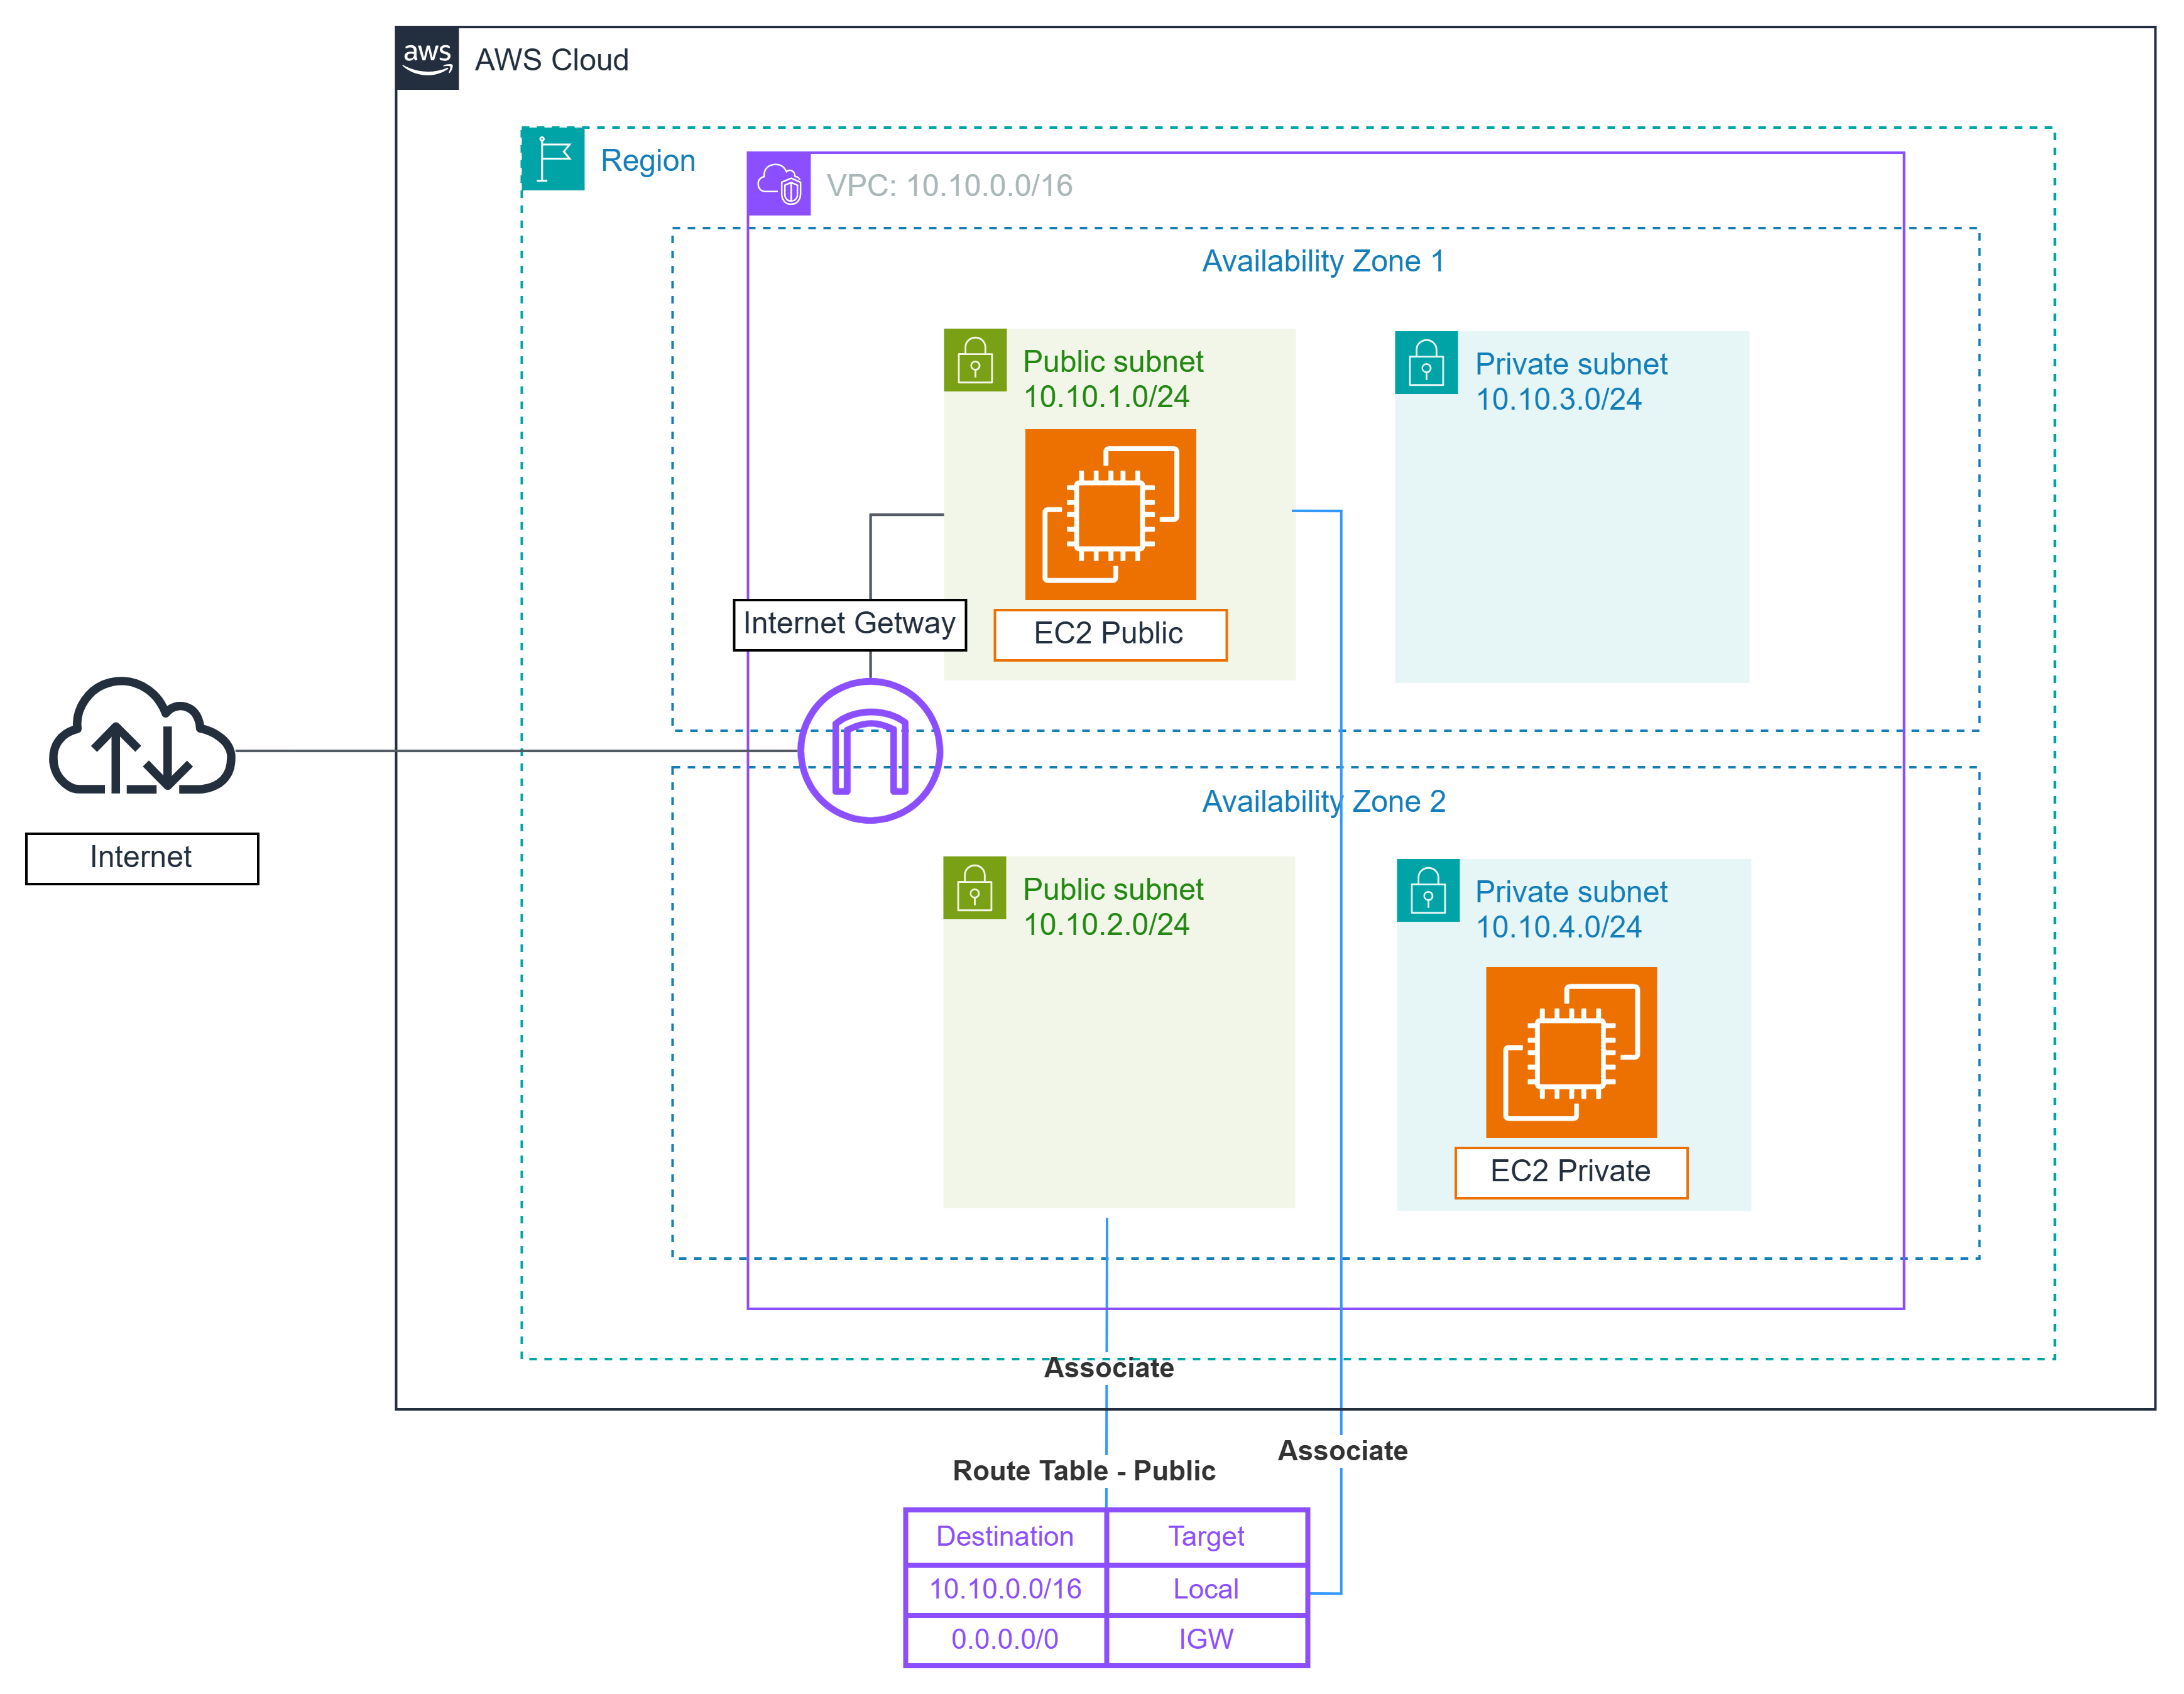 aws
AWS Cloud
Region
VPC: 10.10.0.0/16
Availability Zone 1
Public subnet
10.10.1.0/24
Private subnet
10.10.3.0/24
EC2 Public
Internet Getway
Internet
Availability Zone 2
Public subnet
10.10.2.0/24
Private subnet
10.10.4.0/24
EC2 Private
Associate
Associate
Route Table - Public
Destination Target
10.10.0.0/16 Local
0.0.0.0/0 IGW